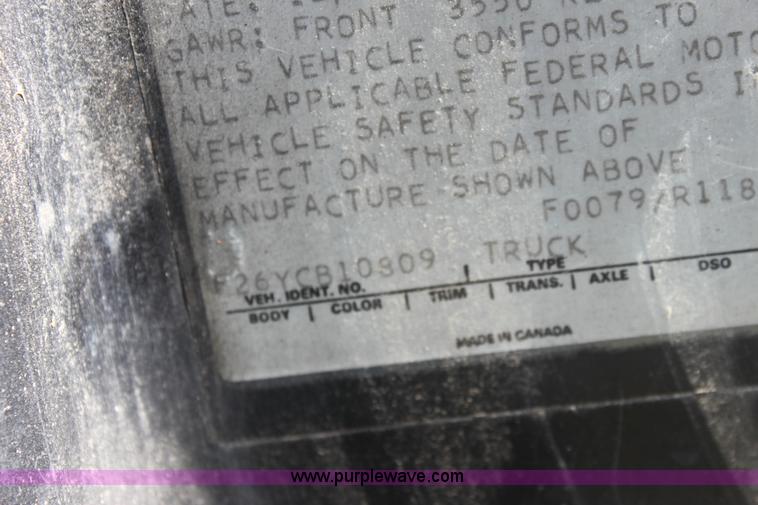 GAWR: FRONT 3550
THIS VEHICLE CONFORMS TO
ALL APPLICABLE FEDERAL MOTO
VEHICLE SAFETY STANDARDS I
EFFECT ON THE DATE OF
MANUFACTURE SHOWN ABOVE
F0079/R118
F26YCB10809 TRUCK
VEH. IDENT. NO. TYPE
BODY | COLOR | TRIM | TRANS. | AXLE | DSO
MADE IN CANADA
www.purplewave.com